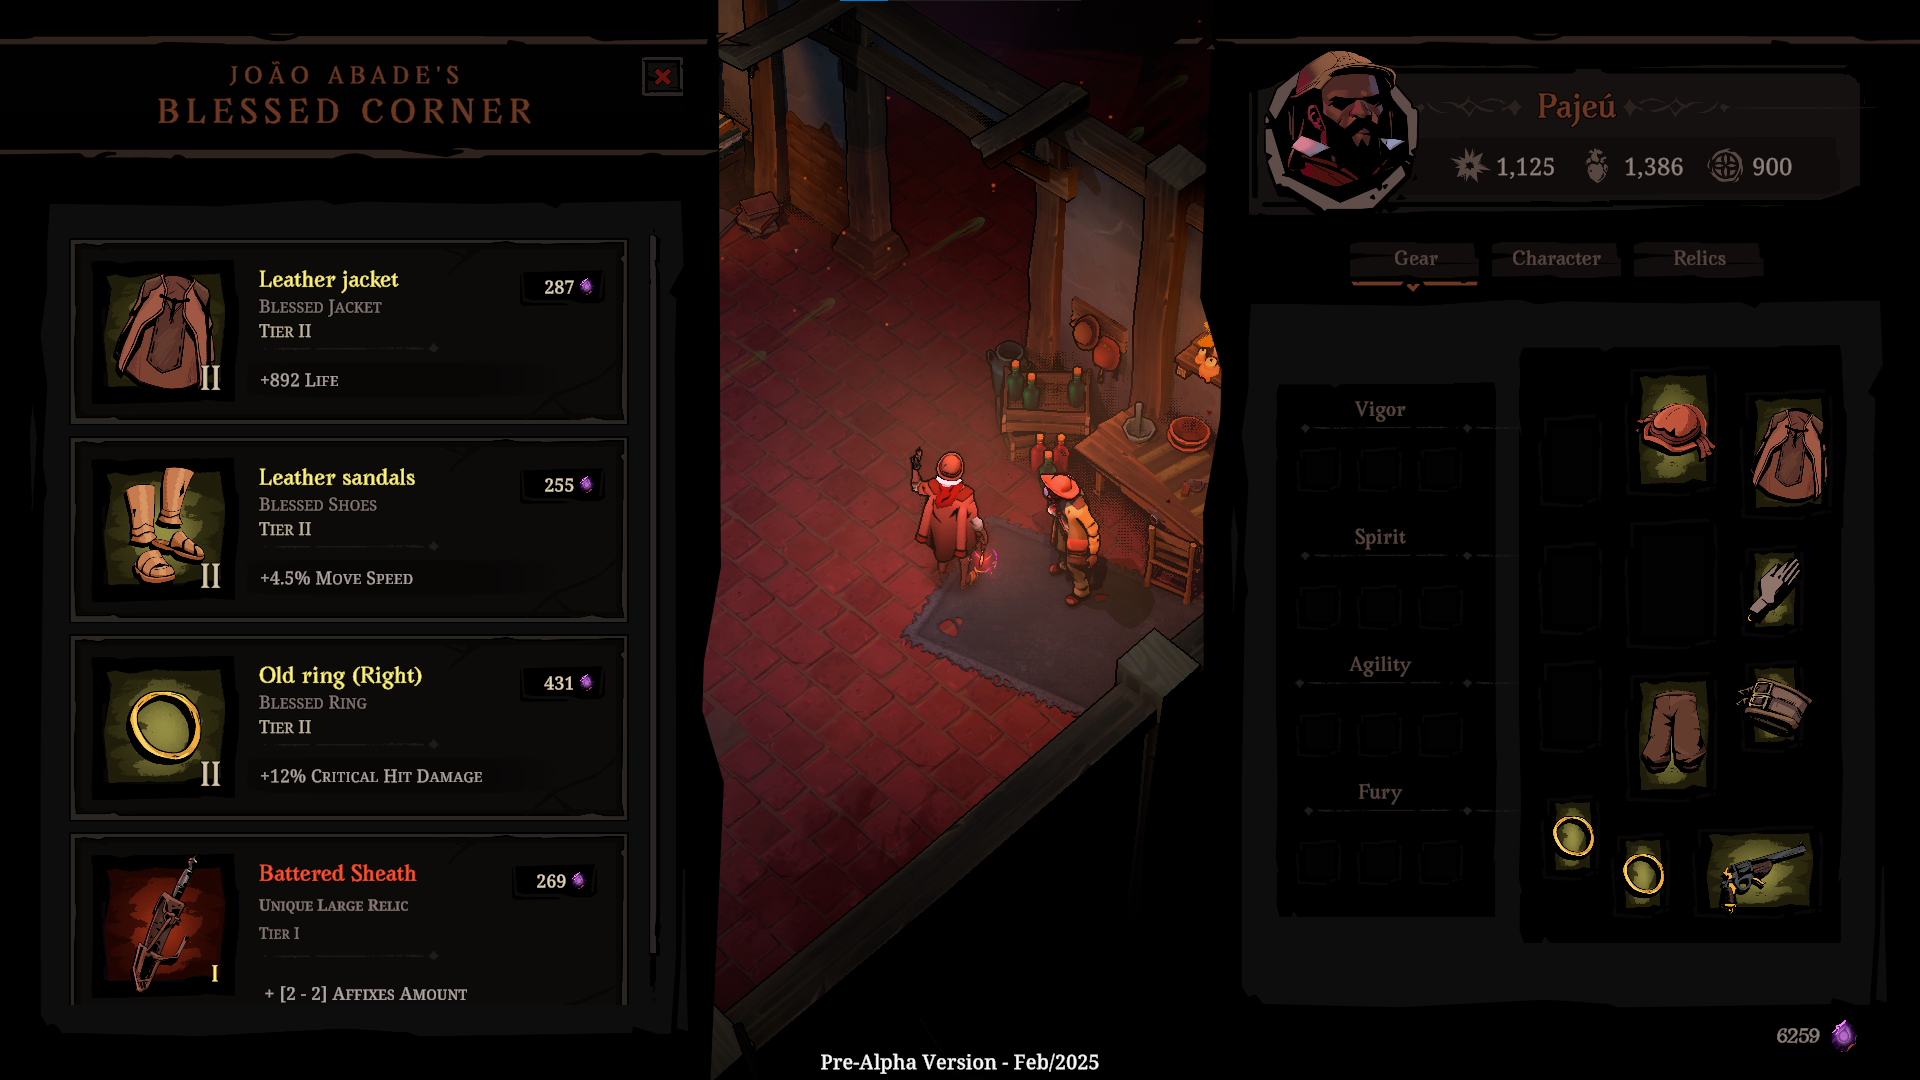 JOÃO ABADE'S
BLESSED CORNER
Leather jacket
287
Blessed Jacket
Tier II
II
+892 Life
Leather sandals
255
Blessed Shoes
Tier II
II
+4.5% Move Speed
Old ring (Right)
431
Blessed Ring
Tier II
II
+12% Critical Hit Damage
Battered Sheath
269
Unique Large Relic
Tier I
I
+ [2 - 2] Affixes Amount
Pajeú
1,125 1,386 900
Gear Character Relics
Vigor
Spirit
Agility
Fury
6259
Pre-Alpha Version - Feb/2025